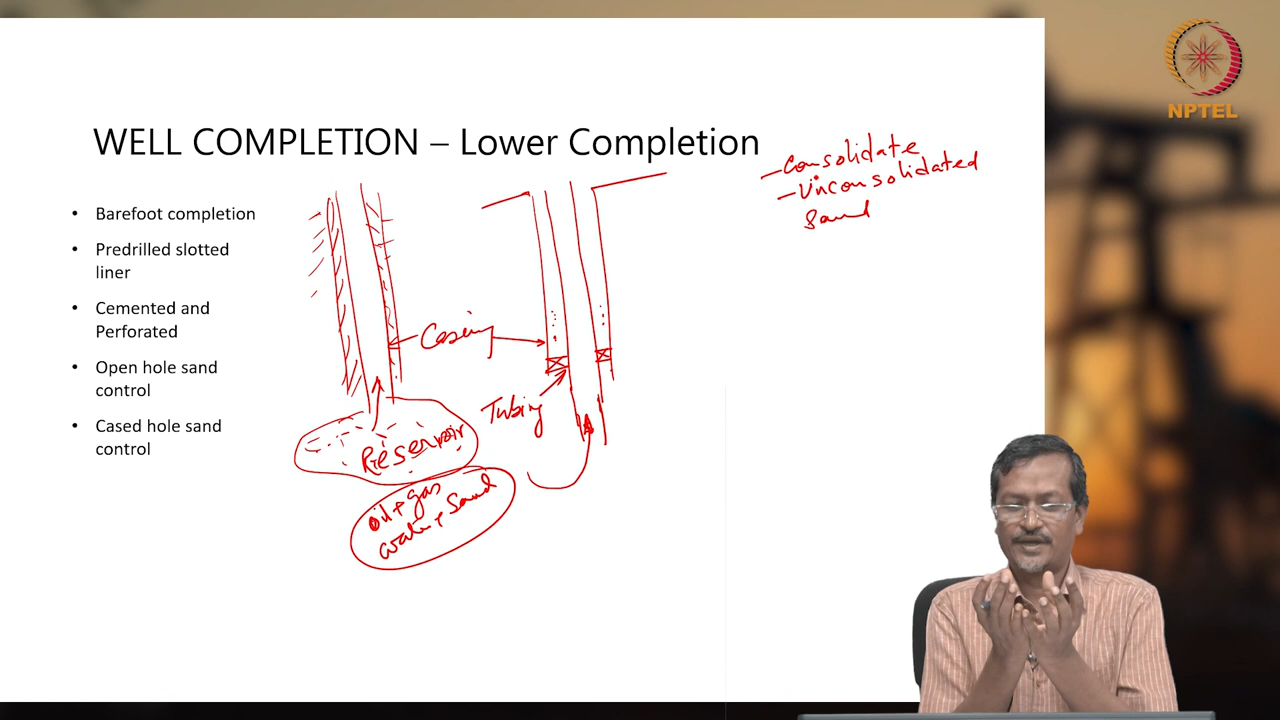 NPTEL
WELL COMPLETION – Lower Completion
- Consolidate
- Unconsolidated
Sand
• Barefoot completion
• Predrilled slotted
liner
• Cemented and
Perforated
• Open hole sand
control
• Cased hole sand
control
Casing
Tubing
Reservoir
oil + gas
water + Sand